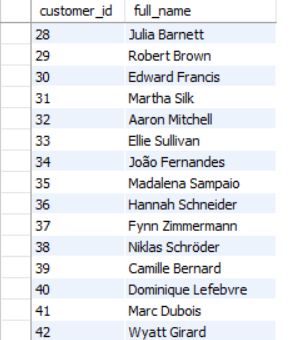 customer_id full_name
28 Julia Barnett
29 Robert Brown
30 Edward Francis
31 Martha Silk
32 Aaron Mitchell
33 Ellie Sullivan
34 João Fernandes
35 Madalena Sampaio
36 Hannah Schneider
37 Fynn Zimmermann
38 Niklas Schröder
39 Camille Bernard
40 Dominique Lefebvre
41 Marc Dubois
42 Wyatt Girard